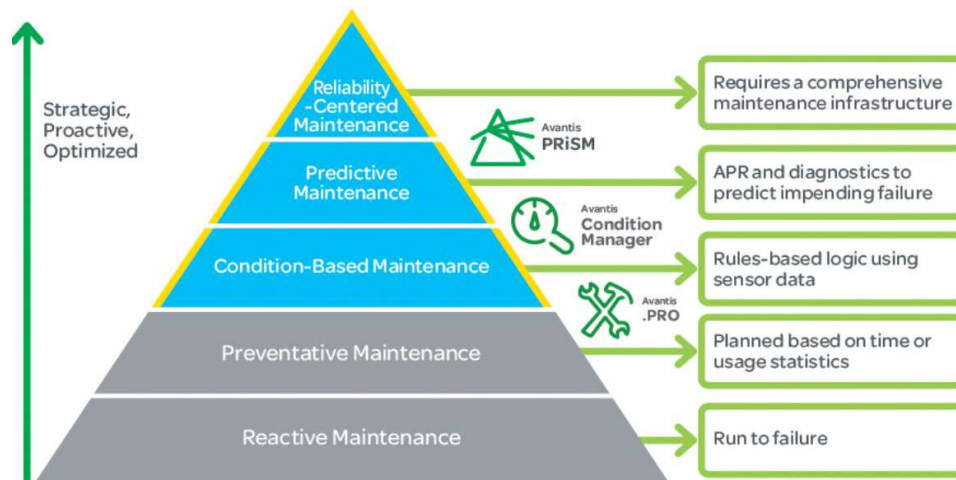 Strategic,
Proactive,
Optimized
Reliability
-Centered
Maintenance
Requires a comprehensive
maintenance infrastructure
Avantis
PRiSM
Predictive
Maintenance
APR and diagnostics to
predict impending failure
Avantis
Condition
Manager
Condition-Based Maintenance
Rules-based logic using
sensor data
Avantis
.PRO
Preventative Maintenance
Planned based on time or
usage statistics
Reactive Maintenance
Run to failure